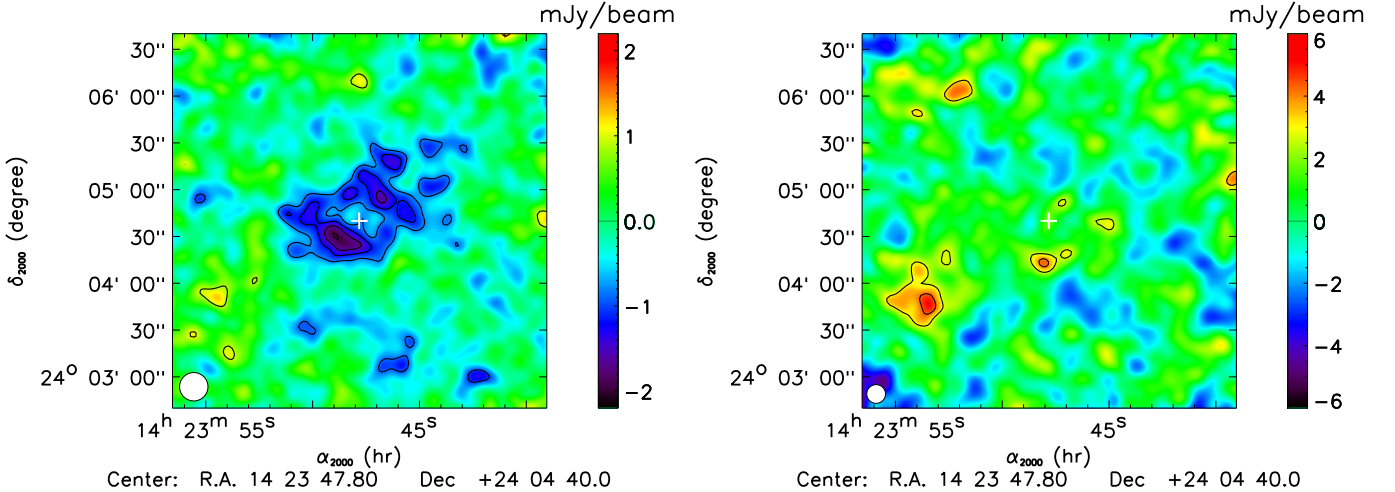 mJy/beam
30''
06' 00''
30''
05' 00''
30''
04' 00''
30''
24° 03' 00''
14h 23m 55s
45s
α2000 (hr)
δ2000 (degree)
2
1
0.0
−1
−2
Center: R.A. 14 23 47.80 Dec +24 04 40.0
mJy/beam
30''
06' 00''
30''
05' 00''
30''
04' 00''
30''
24° 03' 00''
14h 23m 55s
45s
α2000 (hr)
δ2000 (degree)
6
4
2
0
−2
−4
−6
Center: R.A. 14 23 47.80 Dec +24 04 40.0